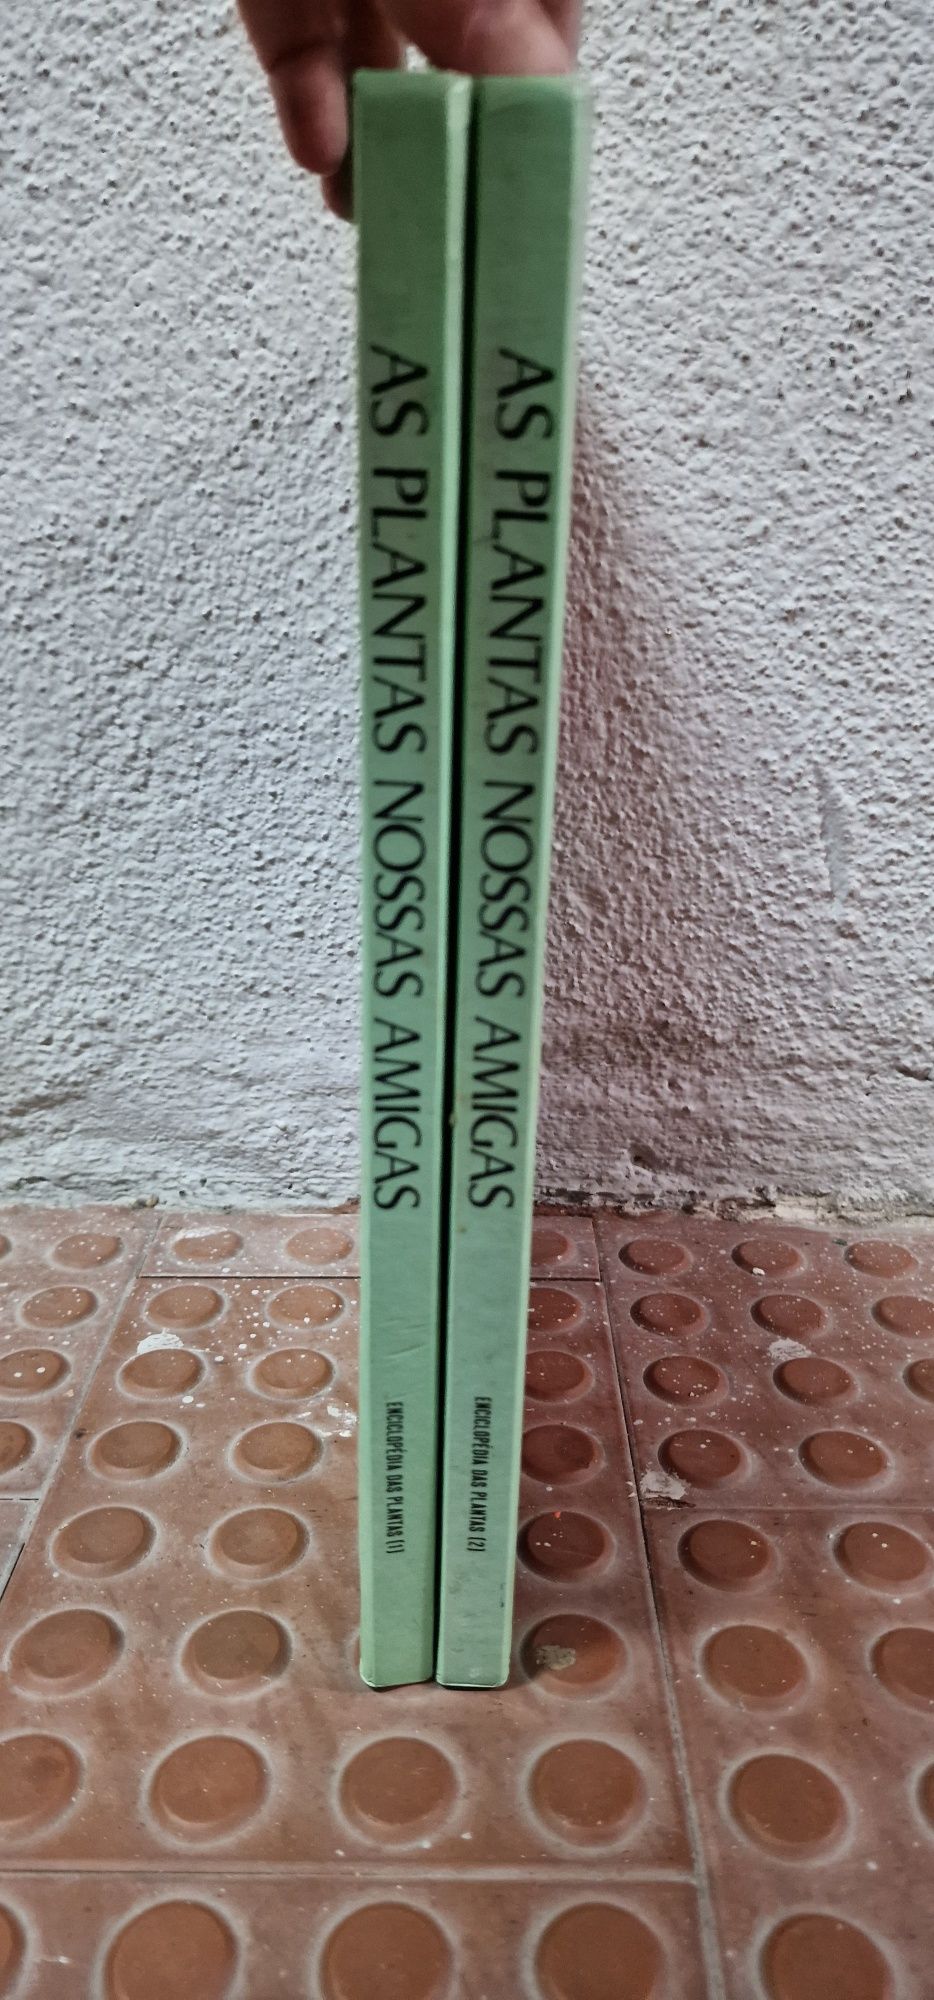 AS PLANTAS NOSSAS AMIGAS
ENCICLOPÉDIA DAS PLANTAS (1)
AS PLANTAS NOSSAS AMIGAS
ENCICLOPÉDIA DAS PLANTAS (2)